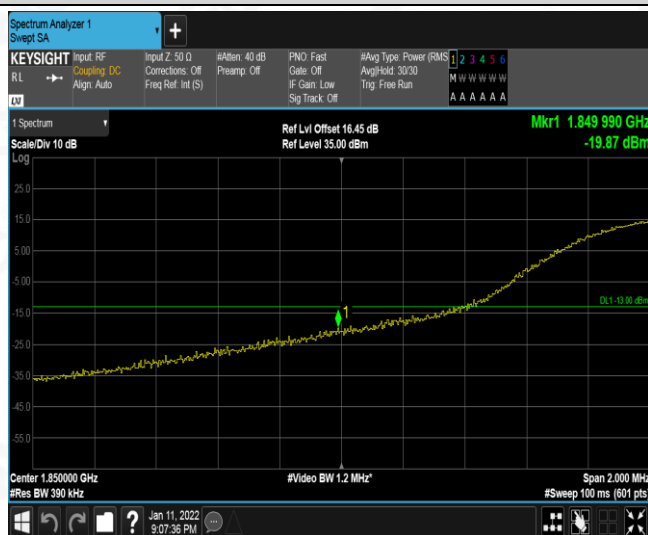 Spectrum Analyzer 1
Swept SA
+
KEYSIGHT
RL
Input: RF
Coupling: DC
Align: Auto
Input Z: 50 Ω
Corrections: Off
Freq Ref: Int (S)
#Atten: 40 dB
Preamp: Off
PNO: Fast
Gate: Off
IF Gain: Low
Sig Track: Off
#Avg Type: Power (RMS
Avg|Hold: 30/30
Trig: Free Run
1 2 3 4 5 6
M W W W W W
A A A A A A
LXI
1 Spectrum
Scale/Div 10 dB
Ref Lvl Offset 16.45 dB
Ref Level 35.00 dBm
Mkr1 1.849 990 GHz
-19.87 dBm
Log
25.0
15.0
5.00
-5.00
DL1 -13.00 dBm
1
-15.0
-25.0
-35.0
-45.0
-55.0
Center 1.850000 GHz
#Res BW 390 kHz
#Video BW 1.2 MHz*
Span 2.000 MHz
#Sweep 100 ms (601 pts)
?
Jan 11, 2022
9:07:36 PM